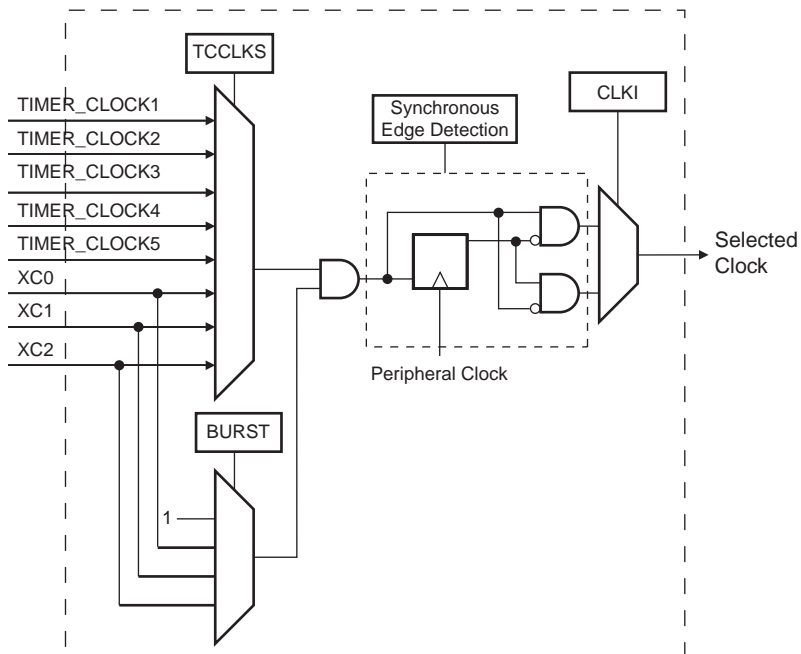 TCCLKS
TIMER_CLOCK1
TIMER_CLOCK2
TIMER_CLOCK3
TIMER_CLOCK4
TIMER_CLOCK5
XC0
XC1
XC2
Synchronous
Edge Detection
CLKI
Selected
Clock
Peripheral Clock
BURST
1